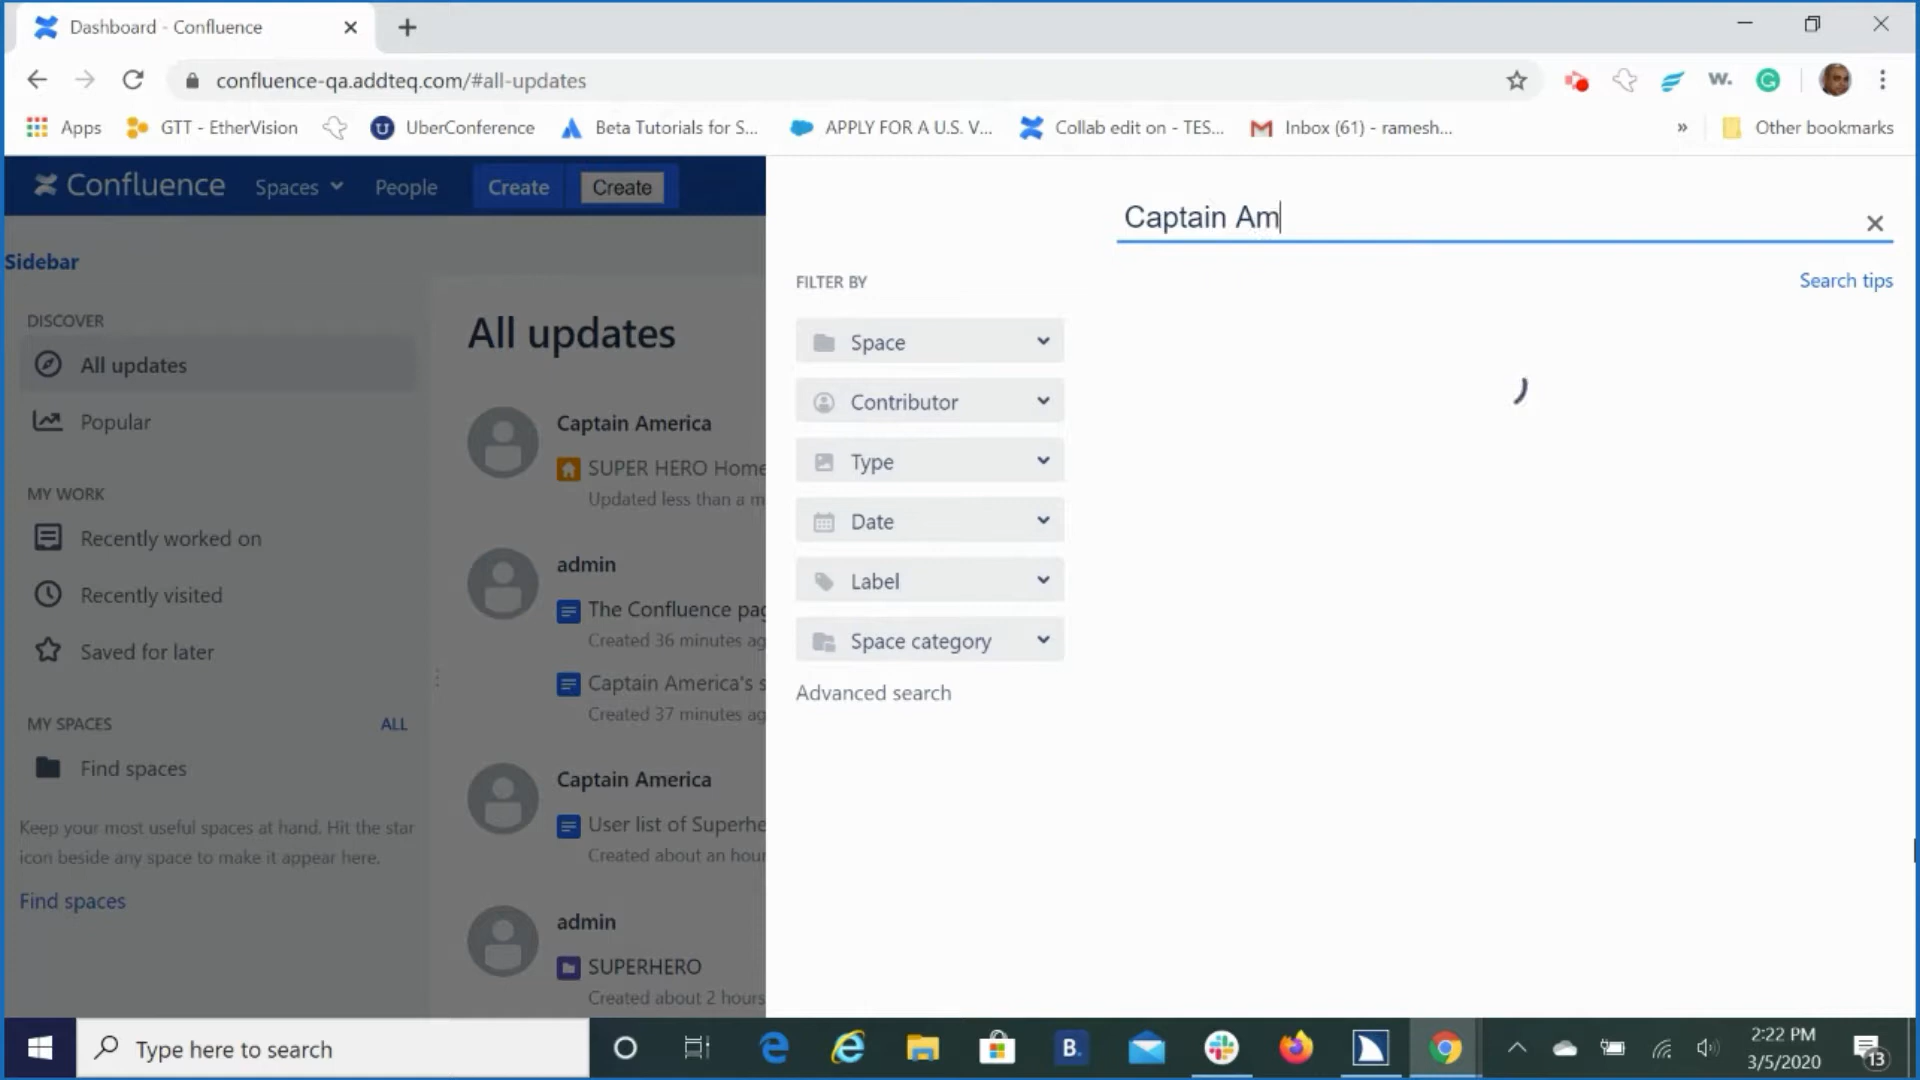 Dashboard - Confluence
confluence-qa.addteq.com/#all-updates
W.
Apps
GTT - EtherVision
UberConference
Beta Tutorials for S...
APPLY FOR A U.S. V...
Collab edit on - TES...
Inbox (61) - ramesh...
»
Other bookmarks
Confluence
Spaces
People
Create
Create
Captain Am
Sidebar
FILTER BY
Search tips
DISCOVER
All updates
Popular
MY WORK
Recently worked on
Recently visited
Saved for later
MY SPACES
ALL
Find spaces
Keep your most useful spaces at hand. Hit the star
icon beside any space to make it appear here.
Find spaces
All updates
Captain America
SUPER HERO Home
Updated less than a m
admin
The Confluence pag
Created 36 minutes ag
Captain America's s
Created 37 minutes ag
Captain America
User list of Superhe
Created about an hour
admin
SUPERHERO
Created about 2 hours
Space
Contributor
Type
Date
Label
Space category
Advanced search
Type here to search
B.
2:22 PM
3/5/2020
13